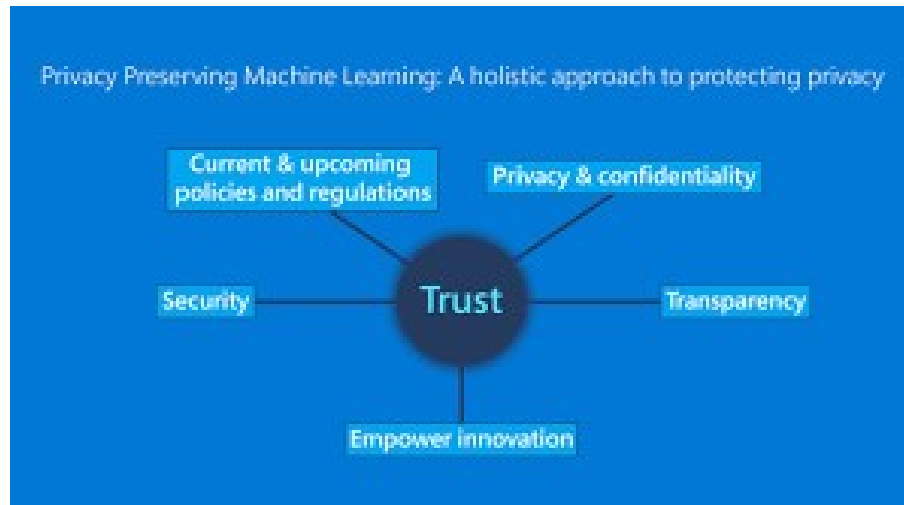 Privacy Preserving Machine Learning: A holistic approach to protecting privacy
Current & upcoming
policies and regulations
Privacy & confidentiality
Security
Trust
Transparency
Empower innovation